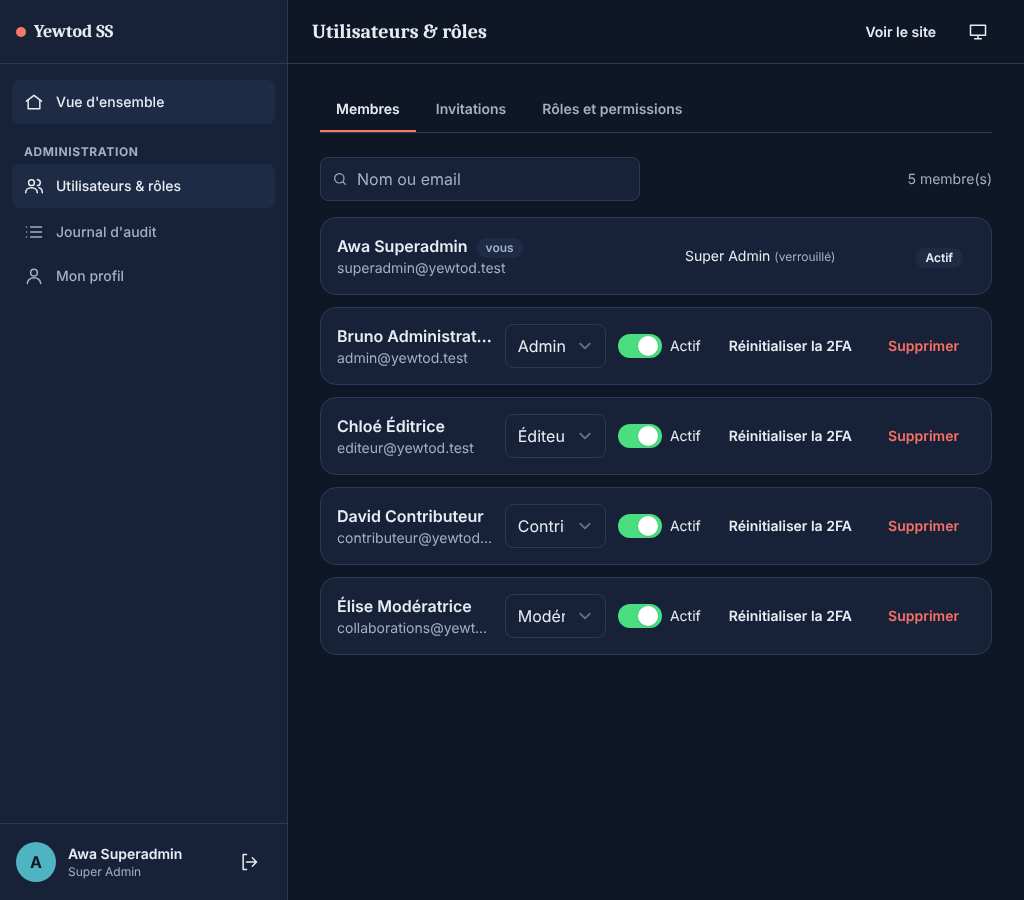 Yewtod SS
Utilisateurs & rôles
Voir le site
Vue d'ensemble
ADMINISTRATION
Utilisateurs & rôles
Journal d'audit
Mon profil
Membres
Invitations
Rôles et permissions
Nom ou email
5 membre(s)
Awa Superadmin vous
superadmin@yewtod.test
Super Admin (verrouillé)
Actif
Bruno Administrat...
admin@yewtod.test
Admin
Actif
Réinitialiser la 2FA
Supprimer
Chloé Éditrice
editeur@yewtod.test
Éditeu
Actif
Réinitialiser la 2FA
Supprimer
David Contributeur
contributeur@yewtod...
Contri
Actif
Réinitialiser la 2FA
Supprimer
Élise Modératrice
collaborations@yewt...
Modér
Actif
Réinitialiser la 2FA
Supprimer
A
Awa Superadmin
Super Admin